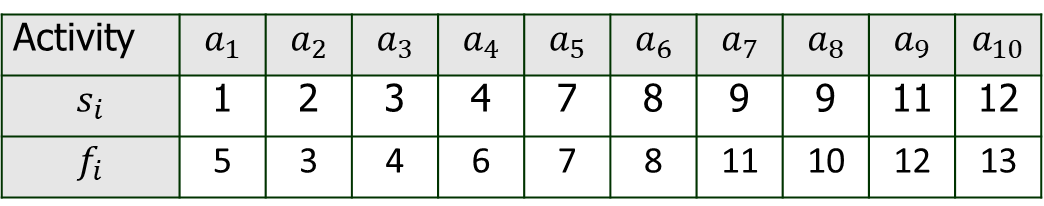 Activity a₁ a₂ a₃ a₄ a₅ a₆ a₇ a₈ a₉ a₁₀
sᵢ 1 2 3 4 7 8 9 9 11 12
fᵢ 5 3 4 6 7 8 11 10 12 13